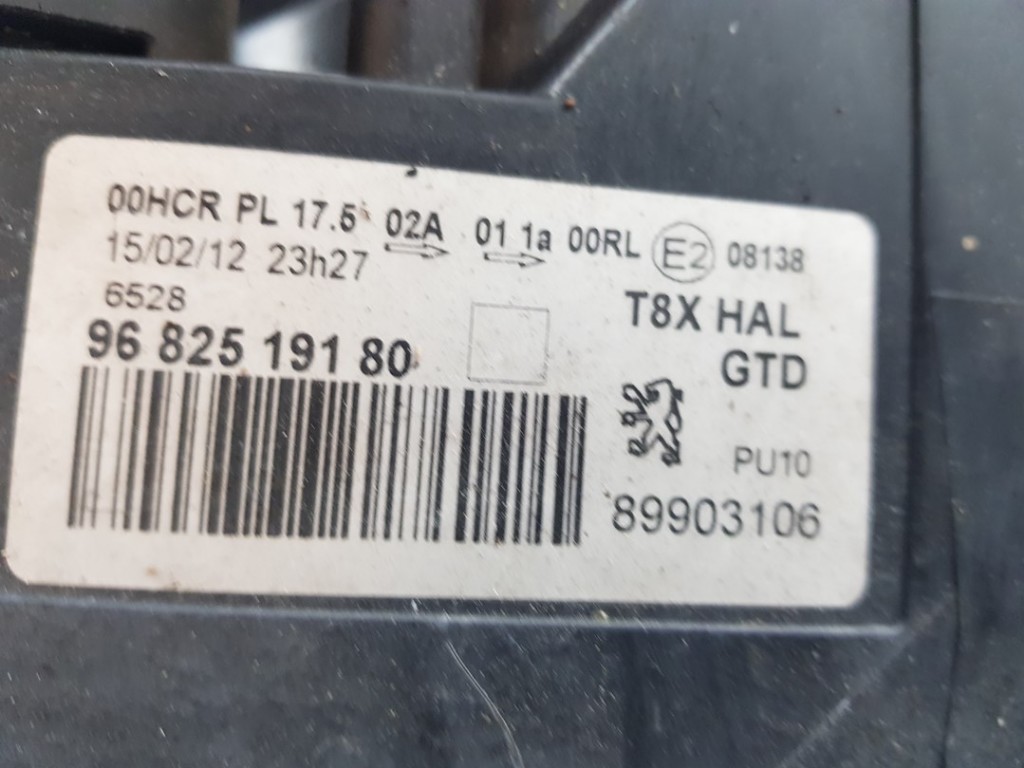 00HCR PL 17.5 02A 01 1a 00RL E2 08138
15/02/12 23h27
6528
96 825 191 80
T8X HAL
GTD
PU10
89903106